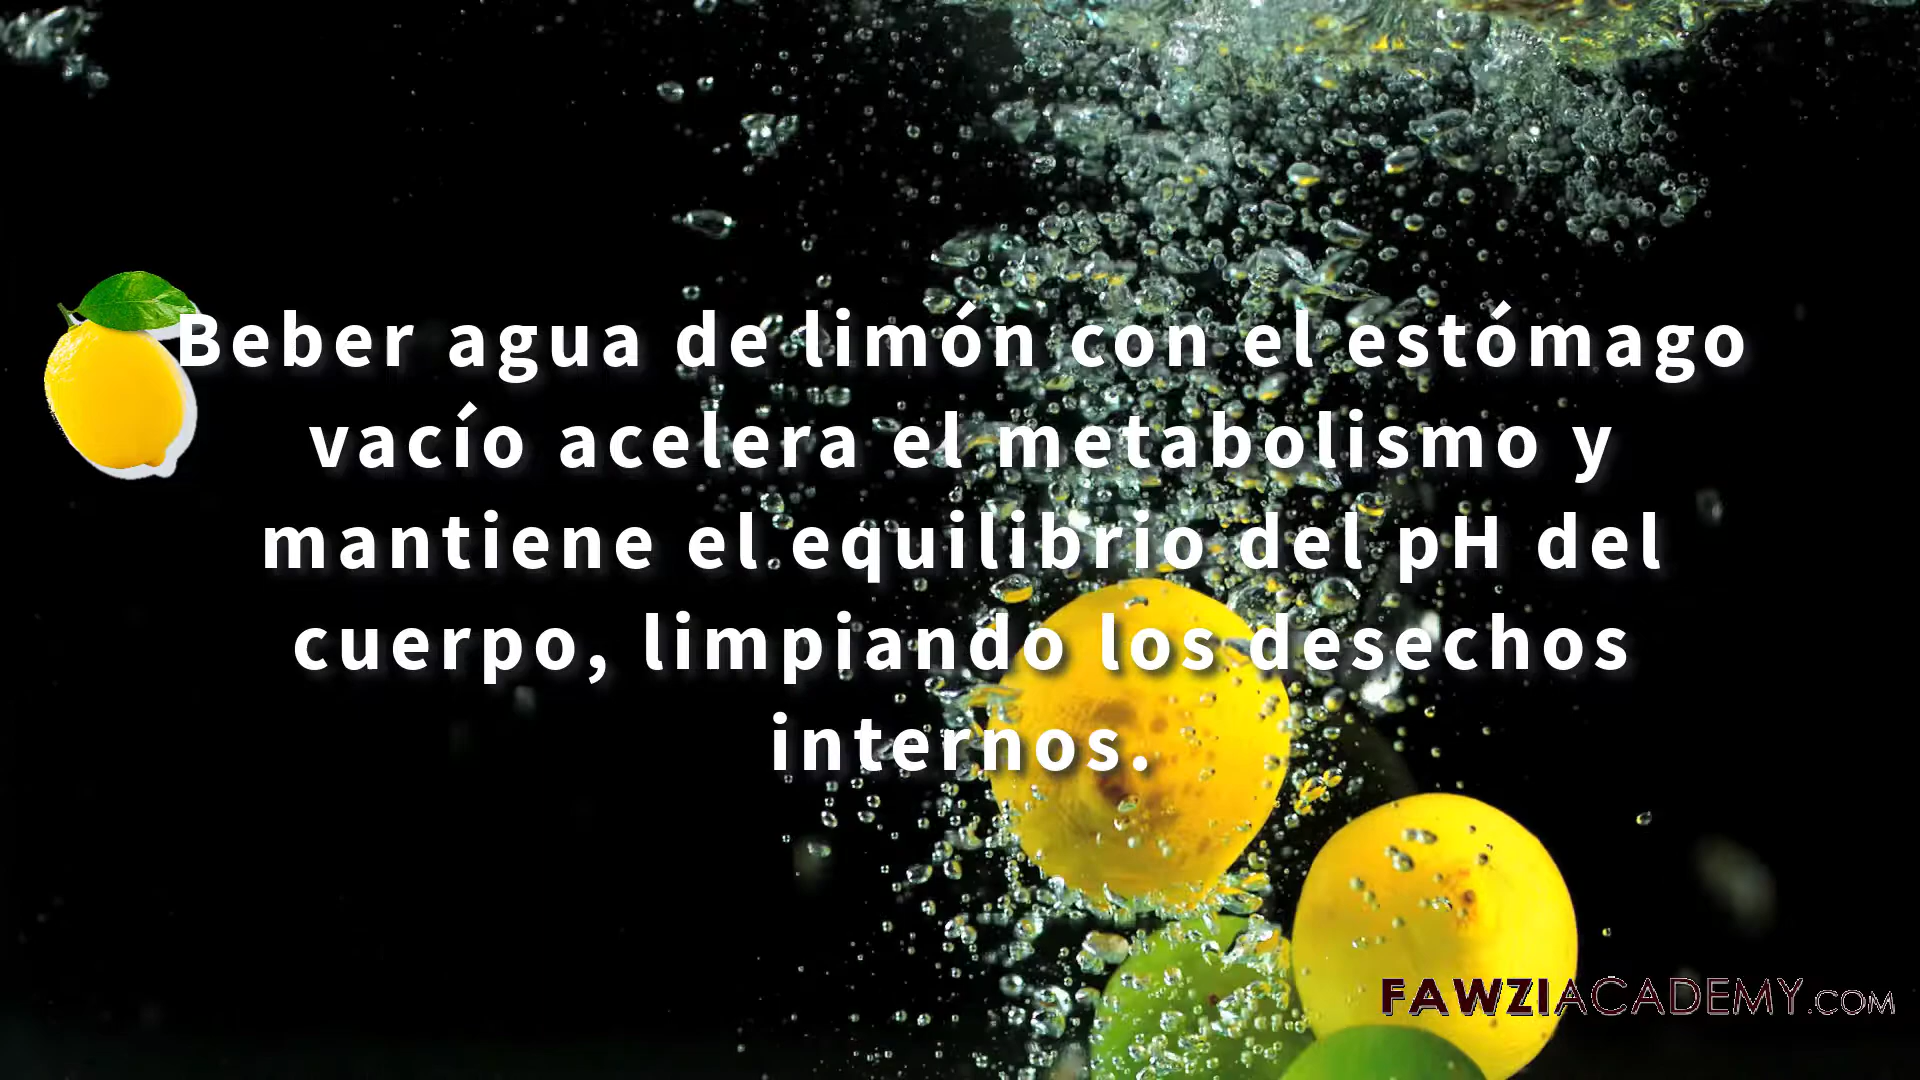 Beber agua de limón con el estómago
vacío acelera el metabolismo y
mantiene el equilibrio del pH del
cuerpo, limpiando los desechos
internos.
FAWZIACADEMY.COM